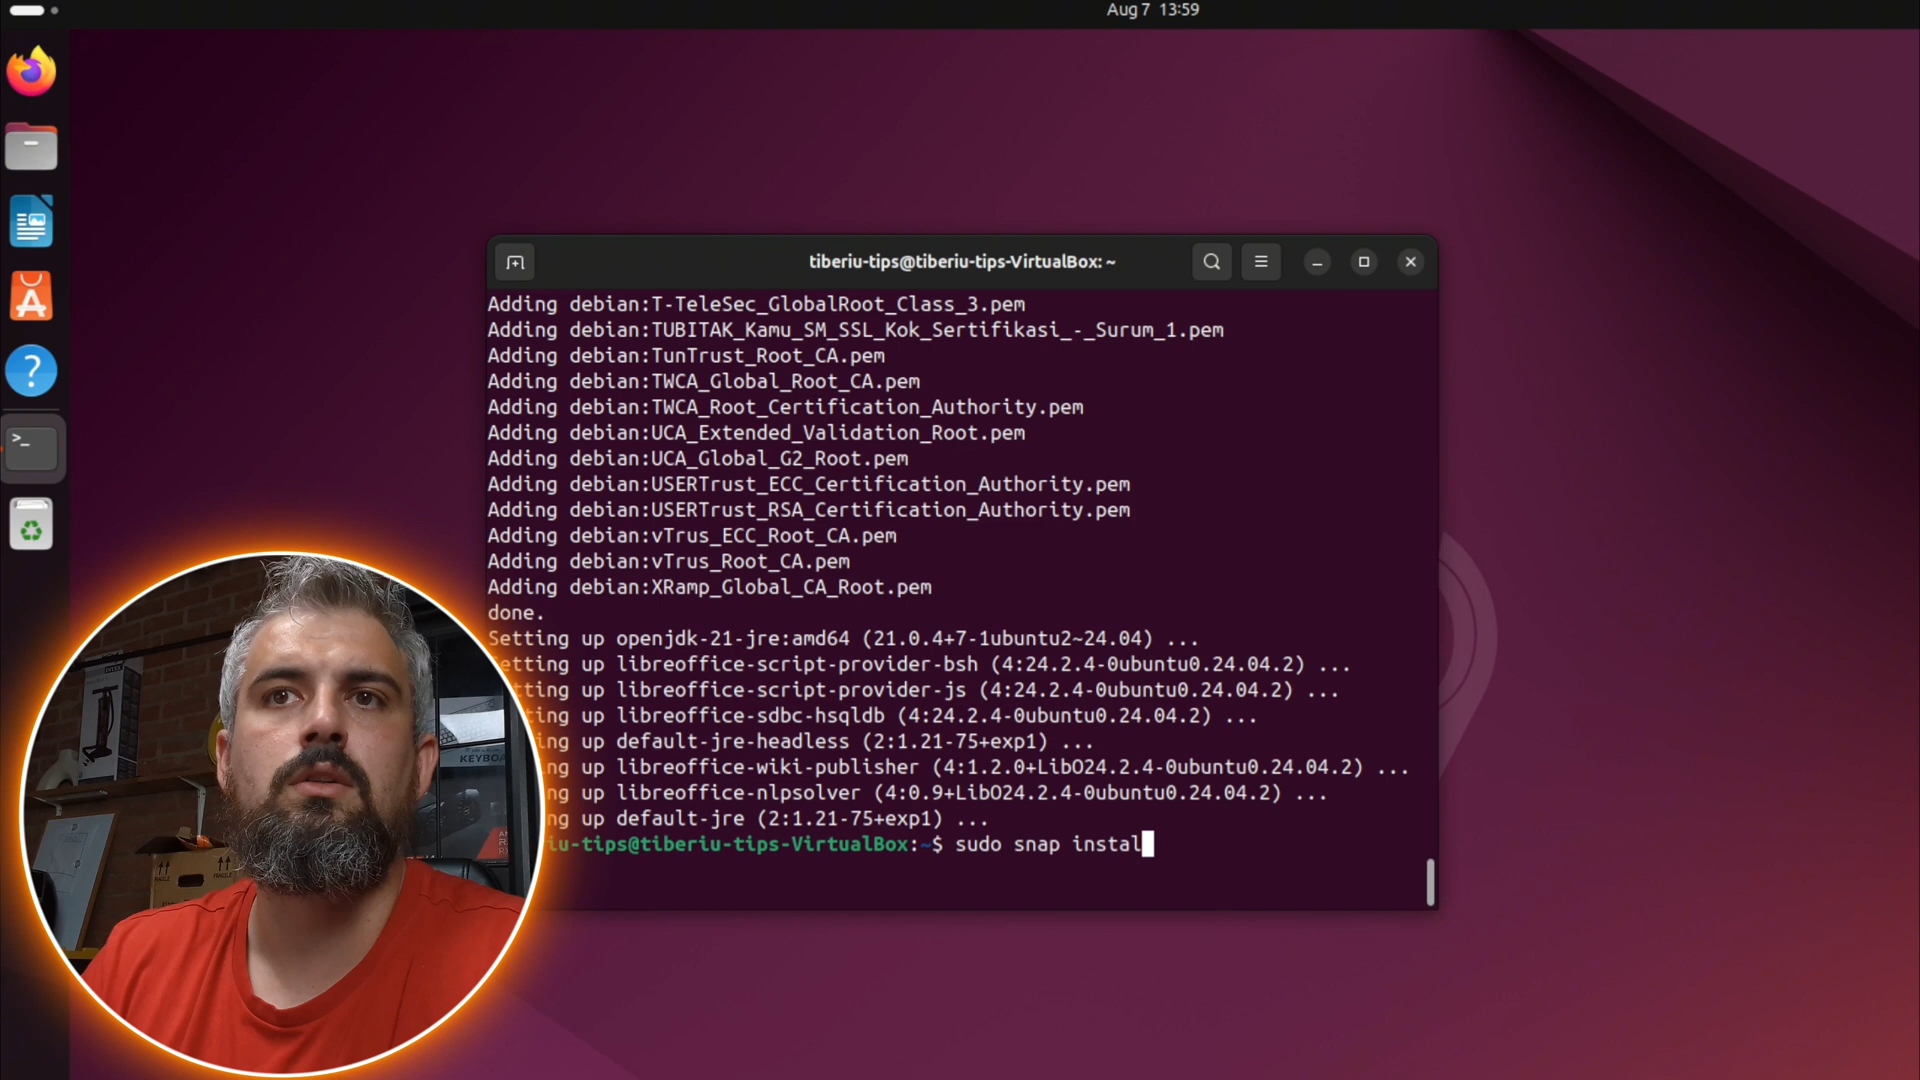 Aug 7 13:59
tiberiu-tips@tiberiu-tips-VirtualBox: ~
Adding debian:T-TeleSec_GlobalRoot_Class_3.pem
Adding debian:TUBITAK_Kamu_SM_SSL_Kok_Sertifikasi_-_Surum_1.pem
Adding debian:TunTrust_Root_CA.pem
Adding debian:TWCA_Global_Root_CA.pem
Adding debian:TWCA_Root_Certification_Authority.pem
Adding debian:UCA_Extended_Validation_Root.pem
Adding debian:UCA_Global_G2_Root.pem
Adding debian:USERTrust_ECC_Certification_Authority.pem
Adding debian:USERTrust_RSA_Certification_Authority.pem
Adding debian:vTrus_ECC_Root_CA.pem
Adding debian:vTrus_Root_CA.pem
Adding debian:XRamp_Global_CA_Root.pem
done.
Setting up openjdk-21-jre:amd64 (21.0.4+7-1ubuntu2~24.04) ...
etting up libreoffice-script-provider-bsh (4:24.2.4-0ubuntu0.24.04.2) ...
tting up libreoffice-script-provider-js (4:24.2.4-0ubuntu0.24.04.2) ...
ing up libreoffice-sdbc-hsqldb (4:24.2.4-0ubuntu0.24.04.2) ...
ing up default-jre-headless (2:1.21-75+exp1) ...
ng up libreoffice-wiki-publisher (4:1.2.0+LibO24.2.4-0ubuntu0.24.04.2) ...
ng up libreoffice-nlpsolver (4:0.9+LibO24.2.4-0ubuntu0.24.04.2) ...
ng up default-jre (2:1.21-75+exp1) ...
iu-tips@tiberiu-tips-VirtualBox:~$ sudo snap instal
KEYBOA